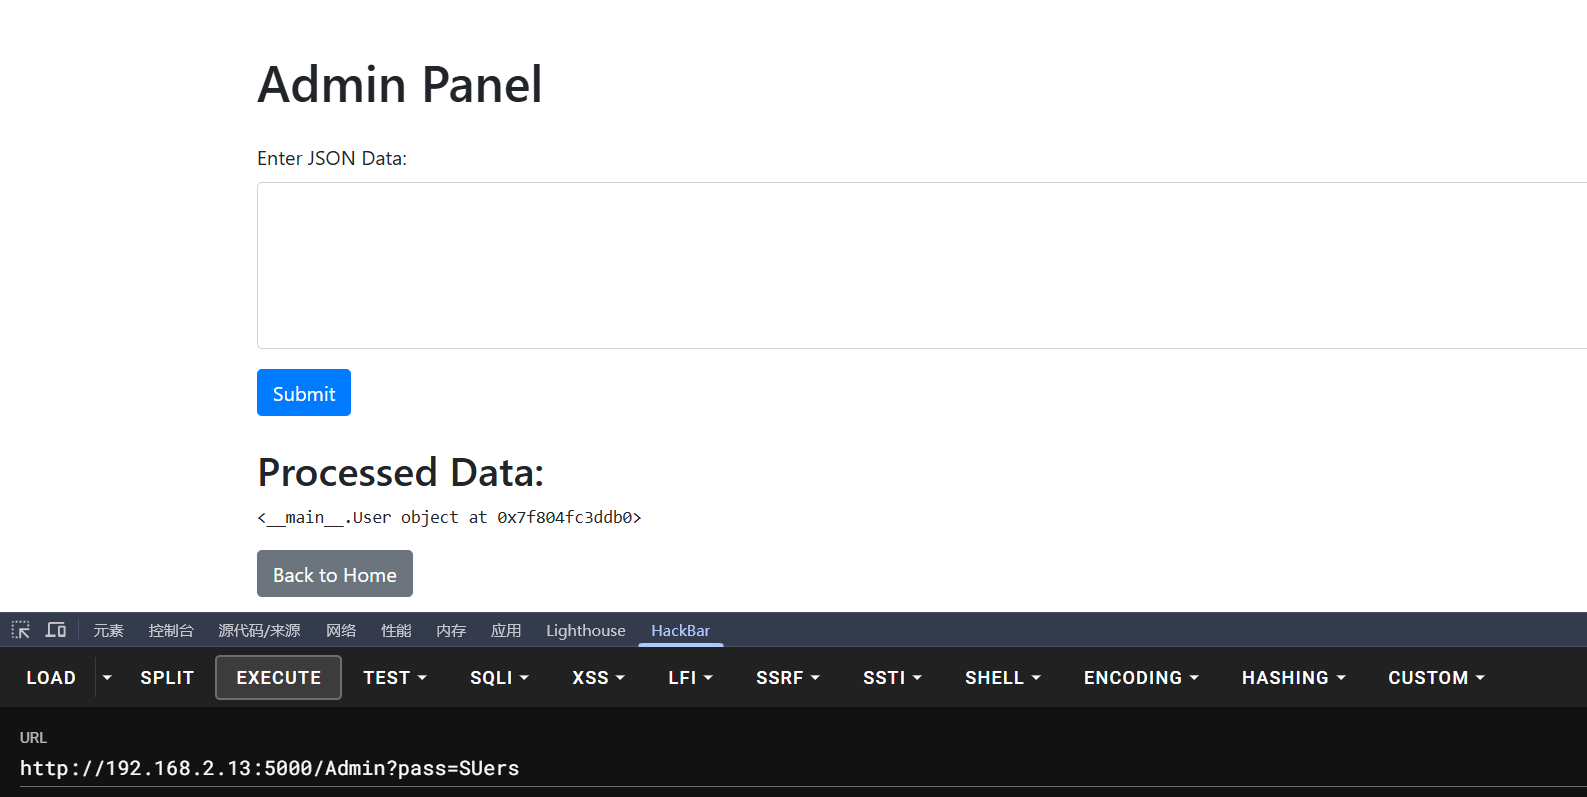 Admin Panel
Enter JSON Data:
Submit
Processed Data:
<__main__.User object at 0x7f804fc3ddb0>
Back to Home
元素 控制台 源代码/来源 网络 性能 内存 应用 Lighthouse HackBar
LOAD SPLIT EXECUTE TEST SQLI XSS LFI SSRF SSTI SHELL ENCODING HASHING CUSTOM
URL
http://192.168.2.13:5000/Admin?pass=SUers